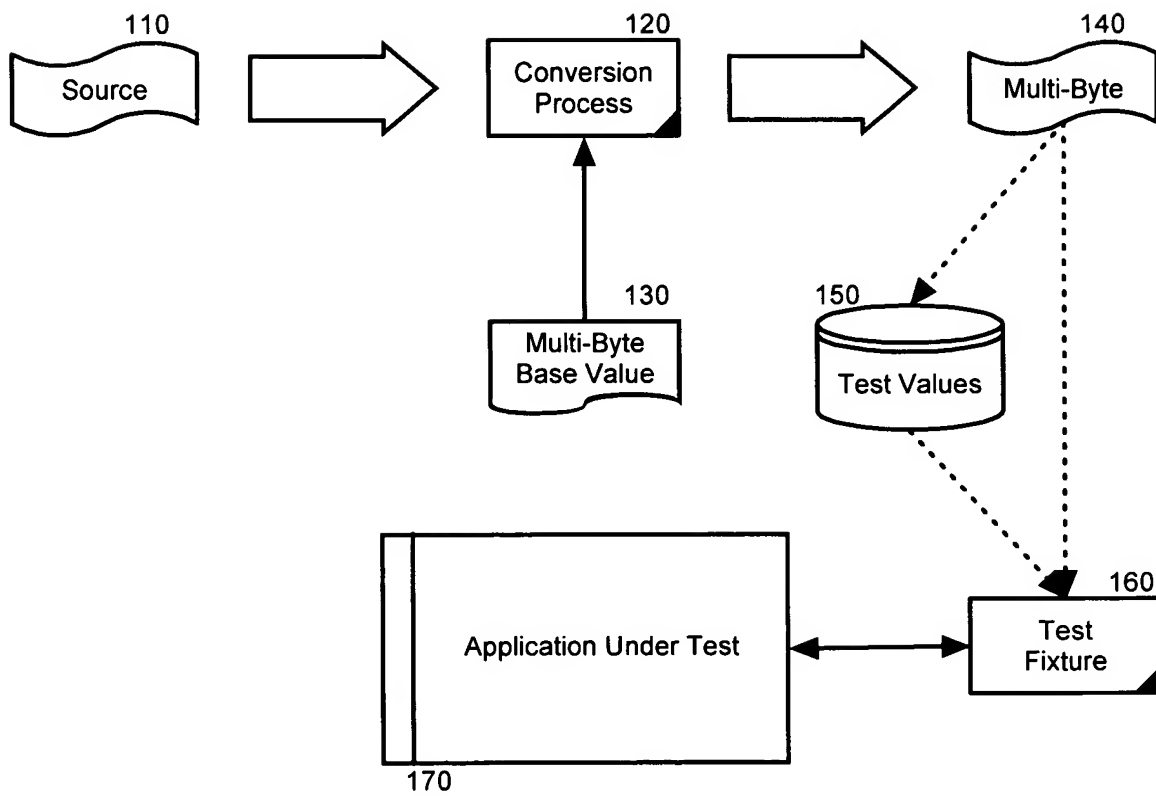 110
Source
120
Conversion
Process
140
Multi-Byte
130
Multi-Byte
Base Value
150
Test Values
160
Test
Fixture
Application Under Test
170